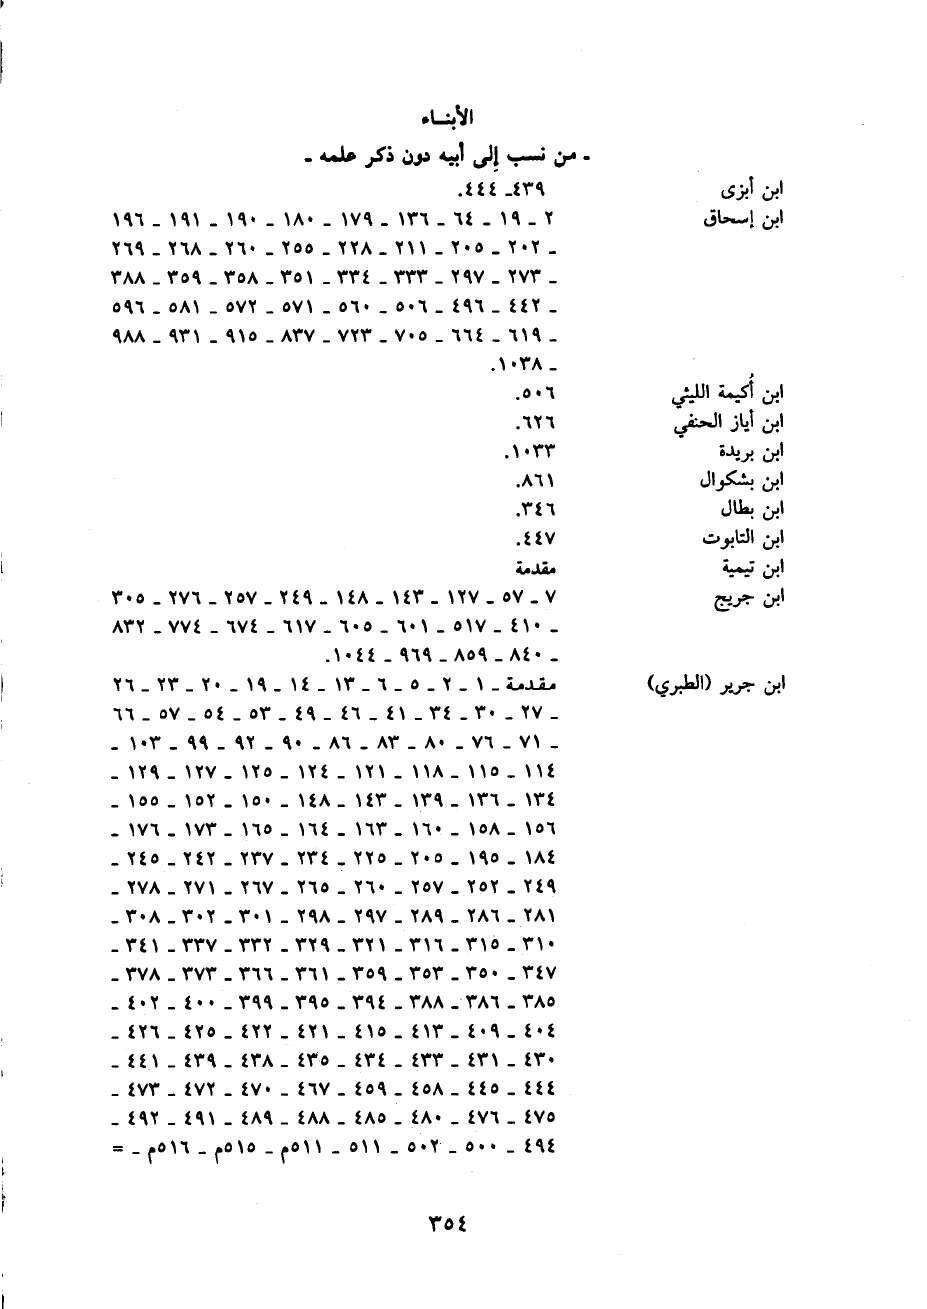 الأبنـاء
ـ من نسب إلى أبيه دون ذكر علمه ـ
ابن أبزى ٤٣٩ـ ٤٤٤.
ابن إسحاق ٢ ـ ١٩ ـ ٦٤ ـ ١٣٦ ـ ١٧٩ ـ ١٨٠ ـ ١٩٠ ـ ١٩١ ـ ١٩٦
ـ ٢٠٢ ـ ٢٠٥ ـ ٢١١ ـ ٢٢٨ ـ ٢٥٥ ـ ٢٦٠ ـ ٢٦٨ ـ ٢٦٩
ـ ٢٧٣ ـ ٢٩٧ ـ ٣٣٣ ـ ٣٣٤ ـ ٣٥١ ـ ٣٥٨ ـ ٣٥٩ ـ ٣٨٨
ـ ٤٤٢ ـ ٤٩٦ ـ ٥٠٦ ـ ٥٦٠ ـ ٥٧١ ـ ٥٧٢ ـ ٥٨١ ـ ٥٩٦
ـ ٦١٩ ـ ٦٦٤ ـ ٧٠٥ ـ ٧٢٣ ـ ٨٣٧ ـ ٩١٥ ـ ٩٣١ ـ ٩٨٨
ـ ١٠٣٨.
ابن أُكيمة الليثي ٥٠٦.
ابن أياز الحنفي ٦٢٦.
ابن بريدة ١٠٣٣.
ابن بشكوال ٨٦١.
ابن بطال ٣٤٦.
ابن التابوت ٤٤٧.
ابن تيمية مقدمة
ابن جريج ٧ ـ ٥٧ ـ ١٢٧ ـ ١٤٣ ـ ١٤٨ ـ ٢٤٩ ـ ٢٥٧ ـ ٢٧٦ ـ ٣٠٥
ـ ٤١٠ ـ ٥١٧ ـ ٦٠١ ـ ٦٠٥ ـ ٦١٧ ـ ٦٧٤ ـ ٧٧٤ ـ ٨٣٢
ـ ٨٤٠ ـ ٨٥٩ ـ ٩٦٩ ـ ١٠٤٤.
ابن جرير (الطبري) مقدمة ـ ١ ـ ٢ ـ ٥ ـ ٦ ـ ١٣ ـ ١٤ ـ ١٩ ـ ٢٠ ـ ٢٣ ـ ٢٦
ـ ٢٧ ـ ٣٠ ـ ٣٤ ـ ٤١ ـ ٤٦ ـ ٤٩ ـ ٥٣ ـ ٥٤ ـ ٥٧ ـ ٦٦
ـ ٧١ ـ ٧٦ ـ ٨٠ ـ ٨٣ ـ ٨٦ ـ ٩٠ ـ ٩٢ ـ ٩٩ ـ ١٠٣ ـ
١١٤ ـ ١١٥ ـ ١١٨ ـ ١٢١ ـ ١٢٤ ـ ١٢٥ ـ ١٢٧ ـ ١٢٩ ـ
١٣٤ ـ ١٣٦ ـ ١٣٩ ـ ١٤٣ ـ ١٤٨ ـ ١٥٠ ـ ١٥٢ ـ ١٥٥ ـ
١٥٦ ـ ١٥٨ ـ ١٦٠ ـ ١٦٣ ـ ١٦٤ ـ ١٦٥ ـ ١٧٣ ـ ١٧٦ ـ
١٨٤ ـ ١٩٥ ـ ٢٠٥ ـ ٢٢٥ ـ ٢٣٤ ـ ٢٣٧ ـ ٢٤٢ ـ ٢٤٥ ـ
٢٤٩ ـ ٢٥٢ ـ ٢٥٧ ـ ٢٦٠ ـ ٢٦٥ ـ ٢٦٧ ـ ٢٧١ ـ ٢٧٨ ـ
٢٨١ ـ ٢٨٦ ـ ٢٨٩ ـ ٢٩٧ ـ ٢٩٨ ـ ٣٠١ ـ ٣٠٢ ـ ٣٠٨ ـ
٣١٠ ـ ٣١٥ ـ ٣١٦ ـ ٣٢١ ـ ٣٢٩ ـ ٣٣٢ ـ ٣٣٧ ـ ٣٤١ ـ
٣٤٧ ـ ٣٥٠ ـ ٣٥٣ ـ ٣٥٩ ـ ٣٦١ ـ ٣٦٦ ـ ٣٧٣ ـ ٣٧٨ ـ
٣٨٥ ـ ٣٨٦ ـ ٣٨٨ ـ ٣٩٤ ـ ٣٩٥ ـ ٣٩٩ ـ ٤٠٠ ـ ٤٠٢ ـ
٤٠٤ ـ ٤٠٩ ـ ٤١٣ ـ ٤١٥ ـ ٤٢١ ـ ٤٢٢ ـ ٤٢٥ ـ ٤٢٦ ـ
٤٣٠ ـ ٤٣١ ـ ٤٣٣ ـ ٤٣٤ ـ ٤٣٥ ـ ٤٣٨ ـ ٤٣٩ ـ ٤٤١ ـ
٤٤٤ ـ ٤٤٥ ـ ٤٥٨ ـ ٤٥٩ ـ ٤٦٧ ـ ٤٧٠ ـ ٤٧٢ ـ ٤٧٣ ـ
٤٧٥ ـ ٤٧٦ ـ ٤٨٠ ـ ٤٨٥ ـ ٤٨٨ ـ ٤٨٩ ـ ٤٩١ ـ ٤٩٢ ـ
٤٩٤ ـ ٥٠٠ ـ ٥٠٢ ـ ٥١١ ـ ٥١١م ـ ٥١٥م ـ ٥١٦م ـ =
٣٥٤